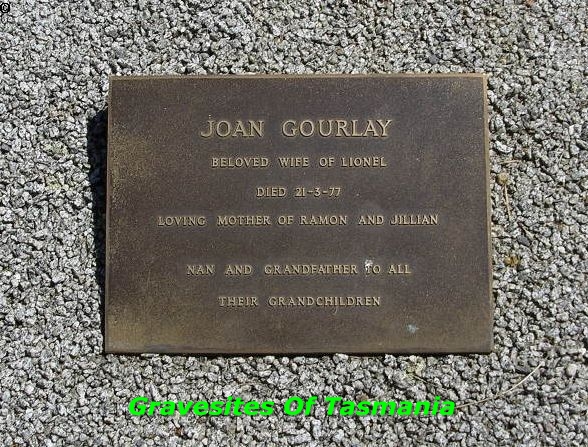 JOAN GOURLAY
BELOVED WIFE OF LIONEL
DIED 21-3-77
LOVING MOTHER OF RAMON AND JILLIAN
NAN AND GRANDFATHER TO ALL
THEIR GRANDCHILDREN
Gravesites Of Tasmania